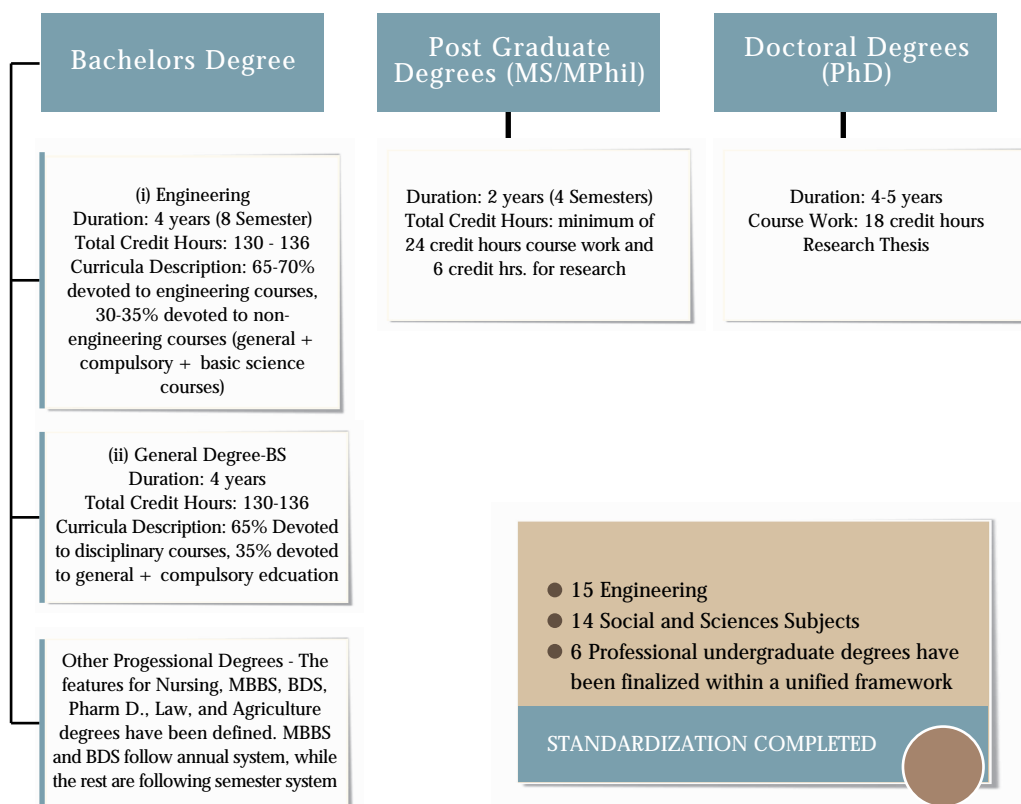 Bachelors Degree
Post Graduate
Degrees (MS/MPhil)
Doctoral Degrees
(PhD)
(i) Engineering
Duration: 4 years (8 Semester)
Total Credit Hours: 130 - 136
Curricula Description: 65-70%
devoted to engineering courses,
30-35% devoted to non-
engineering courses (general +
compulsory + basic science
courses)
Duration: 2 years (4 Semesters)
Total Credit Hours: minimum of
24 credit hours course work and
6 credit hrs. for research
Duration: 4-5 years
Course Work: 18 credit hours
Research Thesis
(ii) General Degree-BS
Duration: 4 years
Total Credit Hours: 130-136
Curricula Description: 65% Devoted
to disciplinary courses, 35% devoted
to general + compulsory edcuation
Other Progessional Degrees - The
features for Nursing, MBBS, BDS,
Pharm D., Law, and Agriculture
degrees have been defined. MBBS
and BDS follow annual system, while
the rest are following semester system
● 15 Engineering
● 14 Social and Sciences Subjects
● 6 Professional undergraduate degrees have
been finalized within a unified framework
STANDARDIZATION COMPLETED